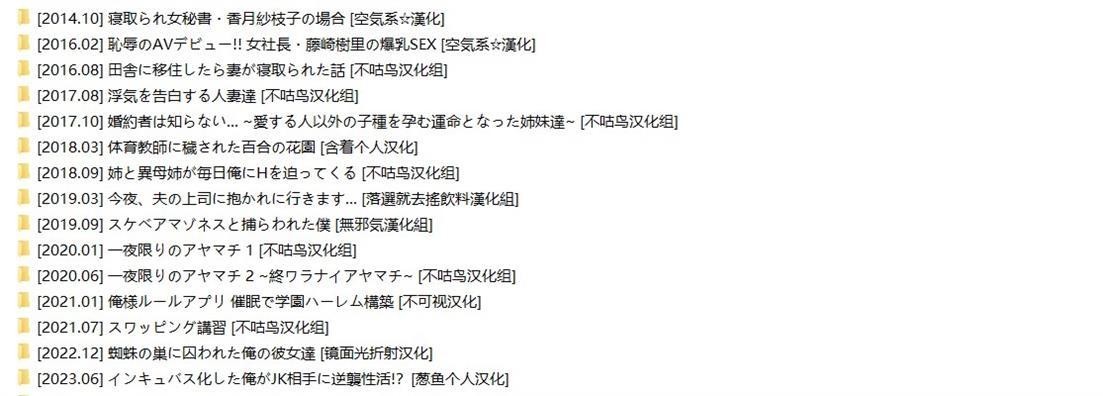 [2014.10] 寝取られ女秘書・香月紗枝子の場合 [空気系☆漢化]
[2016.02] 恥辱のAVデビュー!! 女社長・藤崎樹里の爆乳SEX [空気系☆漢化]
[2016.08] 田舎に移住したら妻が寝取られた話 [不咕鸟汉化组]
[2017.08] 浮気を告白する人妻達 [不咕鸟汉化组]
[2017.10] 婚約者は知らない... ~愛する人以外の子種を孕む運命となった姉妹達~ [不咕鸟汉化组]
[2018.03] 体育教師に穢された百合の花園 [含着个人汉化]
[2018.09] 姉と異母姉が毎日俺にHを迫ってくる [不咕鸟汉化组]
[2019.03] 今夜、夫の上司に抱かれに行きます... [落選就去搖飲料漢化組]
[2019.09] スケベアマゾネスと捕らわれた僕 [無邪気漢化組]
[2020.01] 一夜限りのアヤマチ 1 [不咕鸟汉化组]
[2020.06] 一夜限りのアヤマチ 2 ~終ワラナイアヤマチ~ [不咕鸟汉化组]
[2021.01] 俺様ルールアプリ 催眠で学園ハーレム構築 [不可视汉化]
[2021.07] スワッピング講習 [不咕鸟汉化组]
[2022.12] 蜘蛛の巣に囚われた俺の彼女達 [镜面光折射汉化]
[2023.06] インキュバス化した俺がJK相手に逆襲性活!? [葱鱼个人汉化]